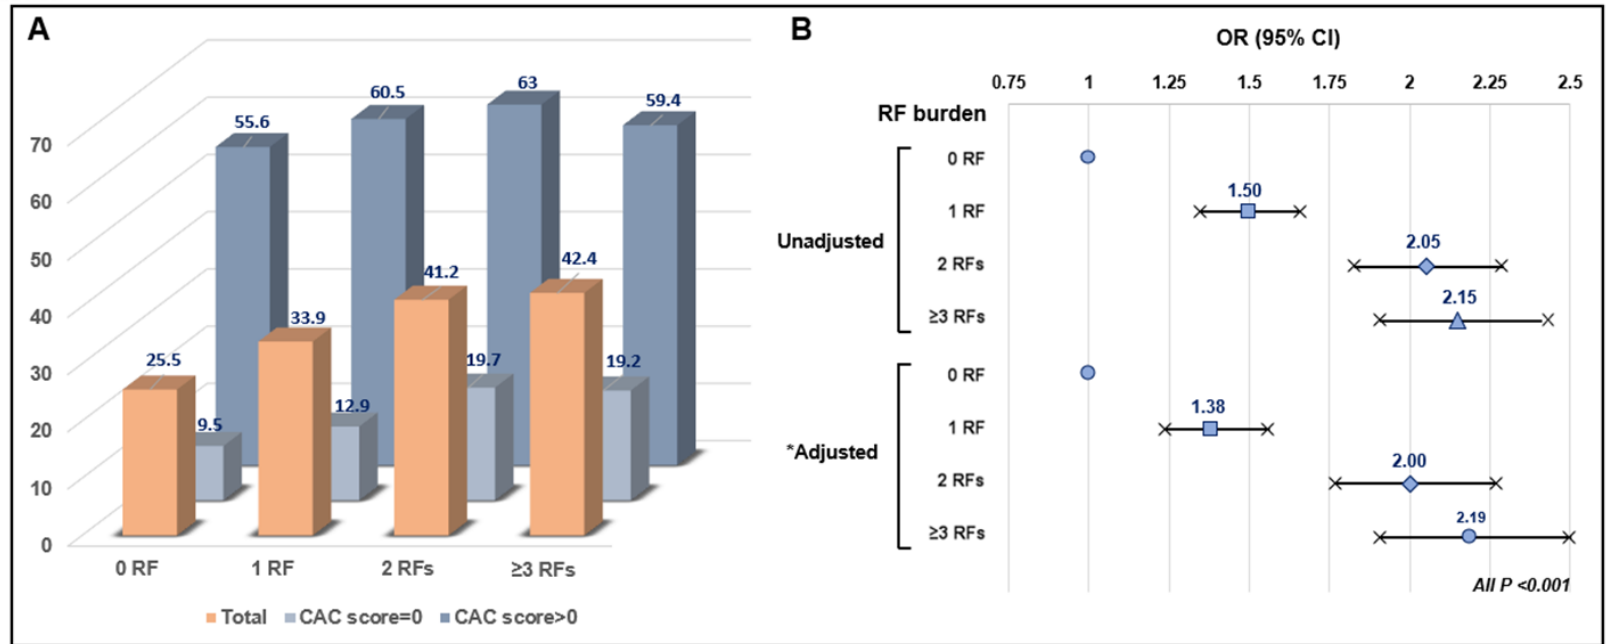 A
70
60
50
40
30
20
10
0
55.6
60.5
63
59.4
25.5
33.9
41.2
42.4
9.5
12.9
19.7
19.2
0 RF
1 RF
2 RFs
≥3 RFs
Total
CAC score=0
CAC score>0
B
OR (95% CI)
0.75 1 1.25 1.5 1.75 2 2.25 2.5
RF burden
Unadjusted
0 RF
1 RF
1.50
2 RFs
2.05
≥3 RFs
2.15
*Adjusted
0 RF
1 RF
1.38
2 RFs
2.00
≥3 RFs
2.19
All P <0.001